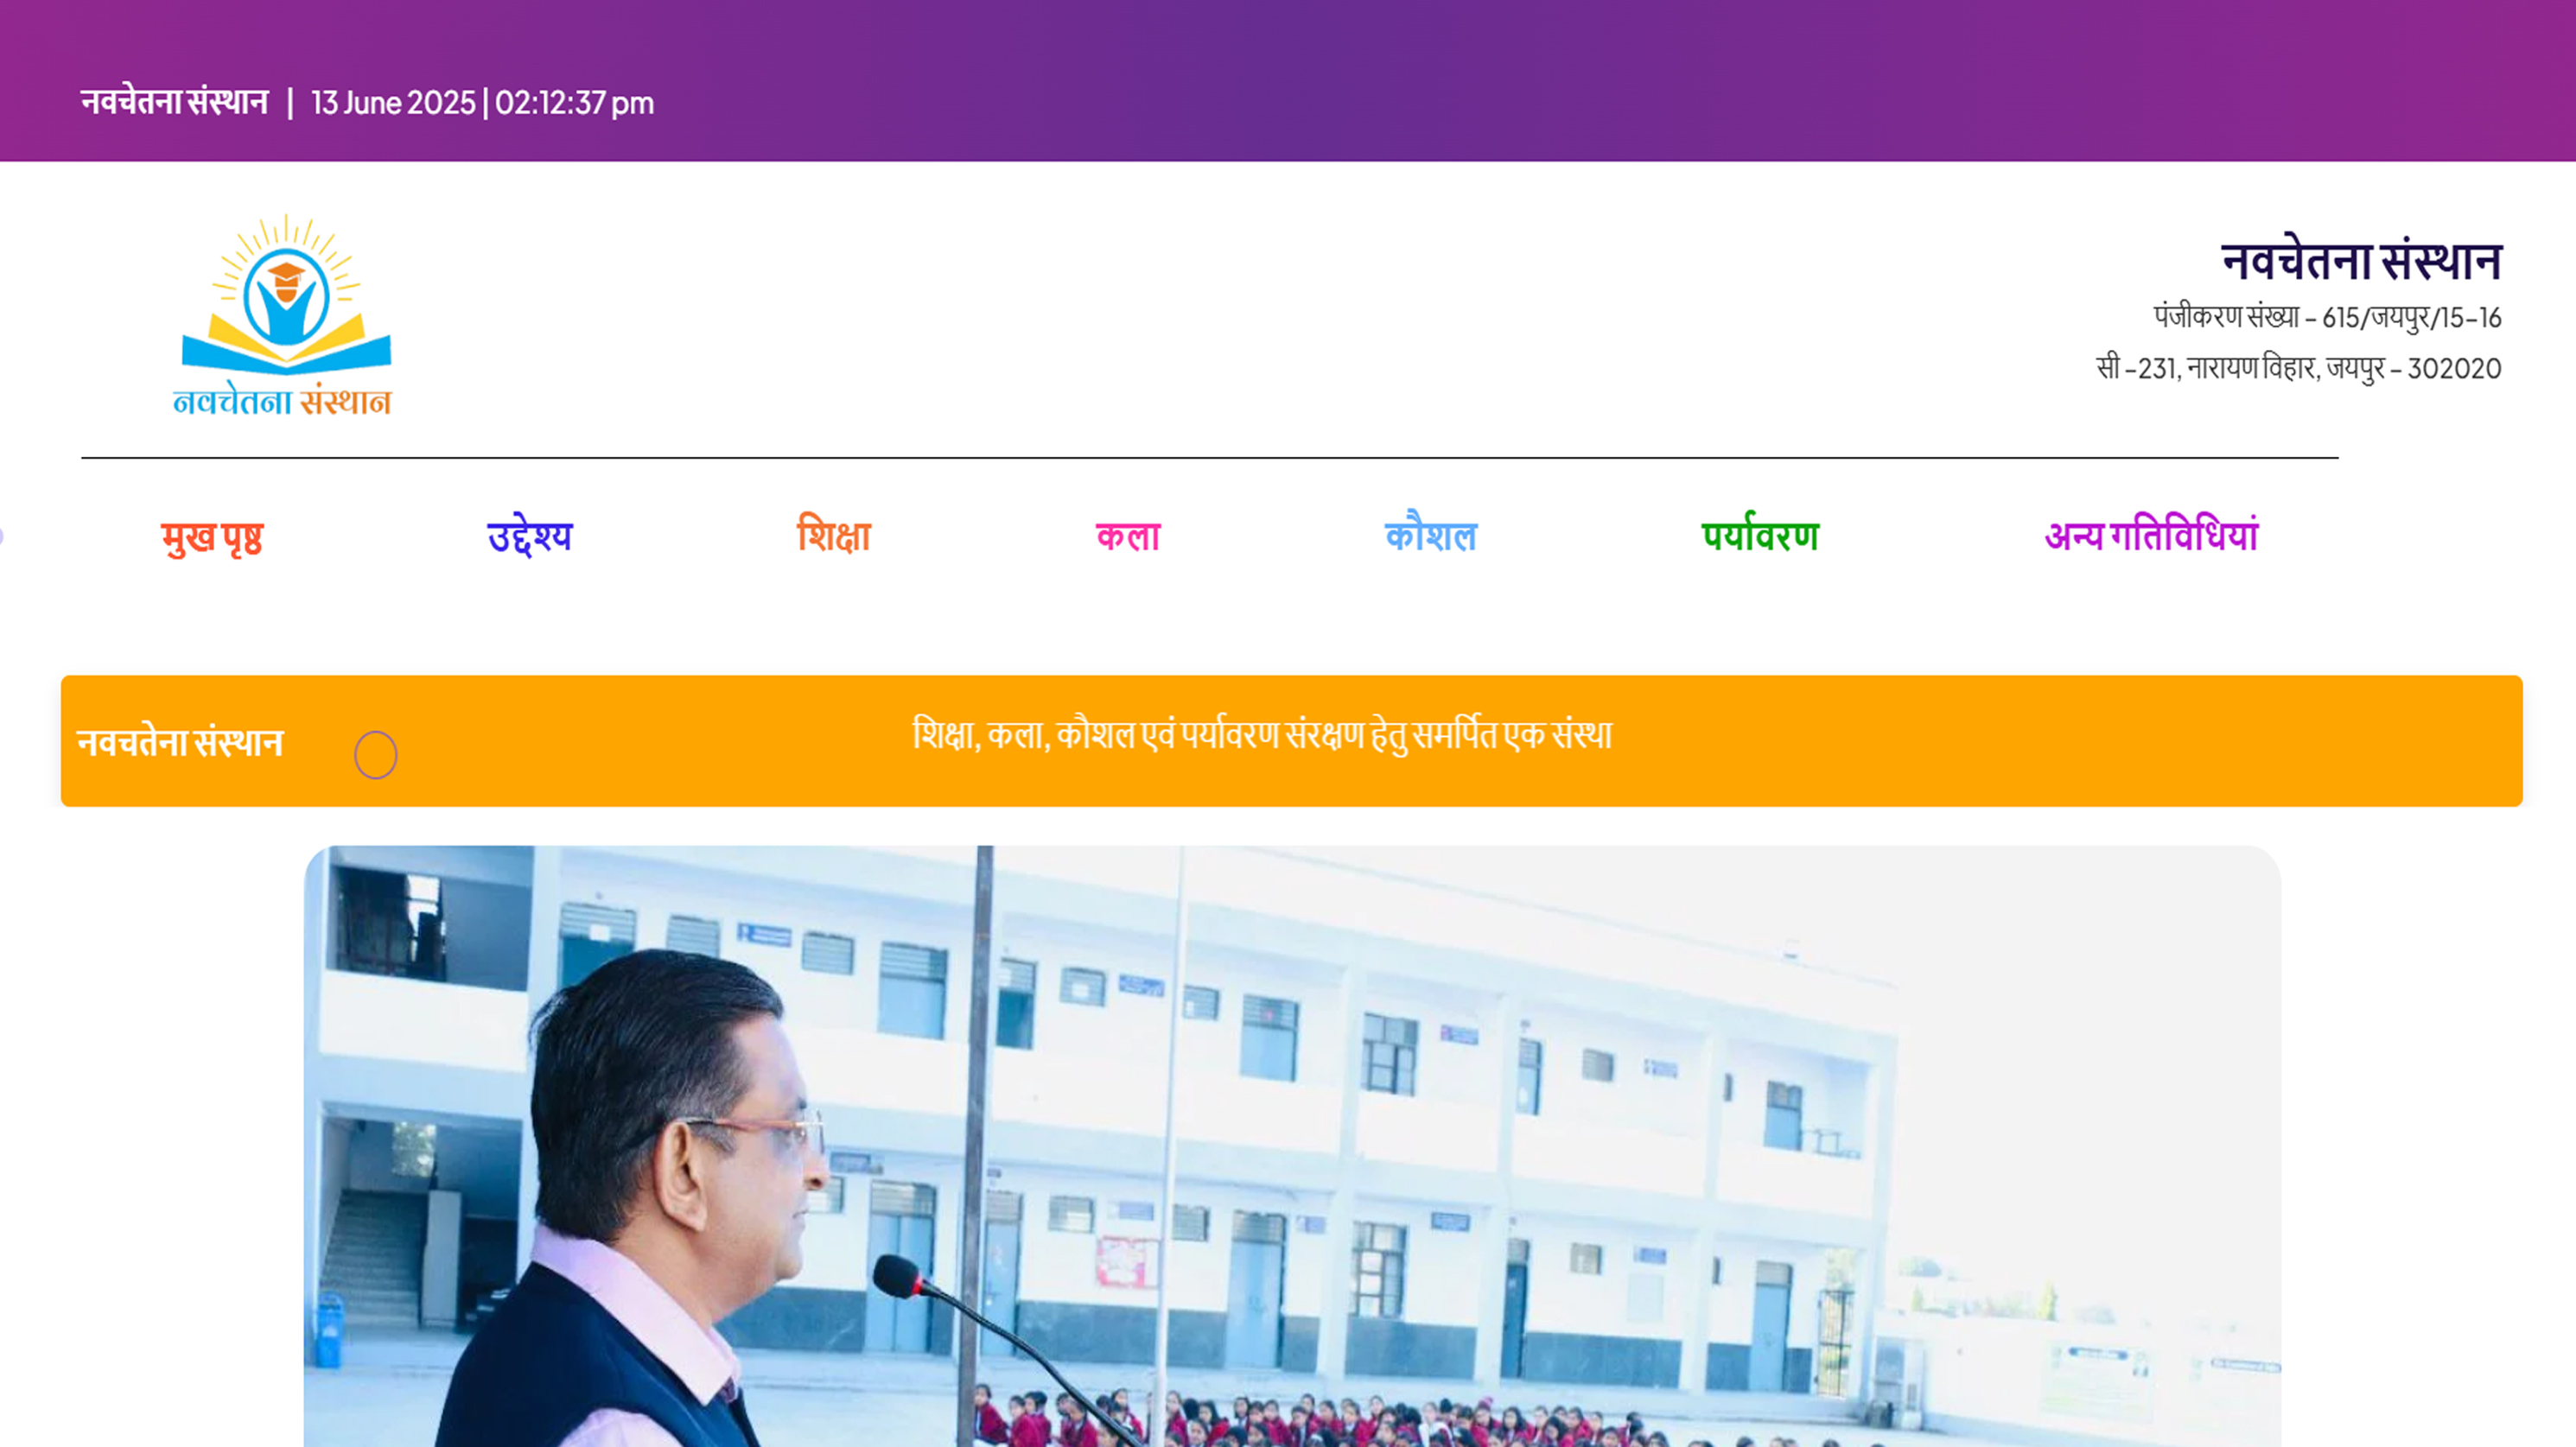 नवचेतना संस्थान | 13 June 2025 | 02:12:37 pm
नवचेतना संस्थान
नवचेतना संस्थान
पंजीकरण संख्या – 615/जयपुर/15-16
सी -231, नारायण विहार, जयपुर – 302020
मुख पृष्ठ उद्देश्य शिक्षा कला कौशल पर्यावरण अन्य गतिविधियां
नवचतेना संस्थान
शिक्षा, कला, कौशल एवं पर्यावरण संरक्षण हेतु समर्पित एक संस्था